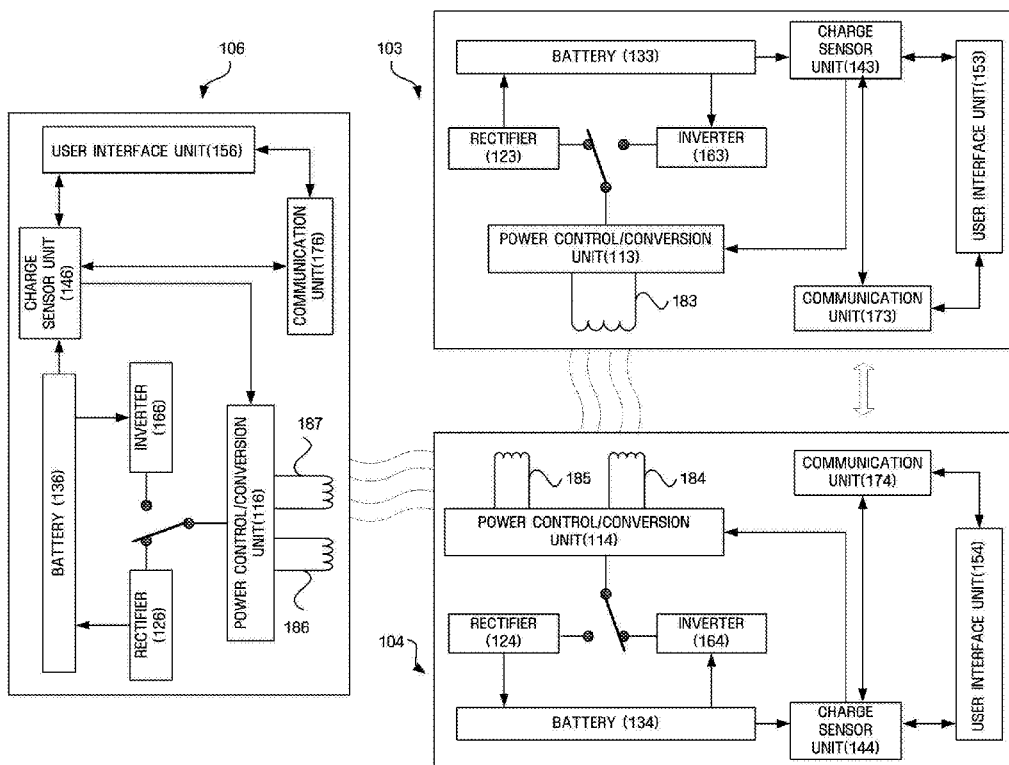 106
USER INTERFACE UNIT(156)
CHARGE
SENSOR UNIT
(146)
COMMUNICATION
UNIT(176)
BATTERY (136)
INVERTER
(166)
RECTIFIER
(126)
POWER CONTROL/CONVERSION
UNIT(116)
187
186
103
BATTERY (133)
CHARGE
SENSOR
UNIT(143)
USER INTERFACE UNIT(153)
RECTIFIER
(123)
INVERTER
(163)
POWER CONTROL/CONVERSION
UNIT(113)
183
COMMUNICATION
UNIT(173)
185
184
COMMUNICATION
UNIT(174)
POWER CONTROL/CONVERSION
UNIT(114)
USER INTERFACE UNIT(154)
RECTIFIER
(124)
INVERTER
(164)
104
BATTERY (134)
CHARGE
SENSOR
UNIT(144)